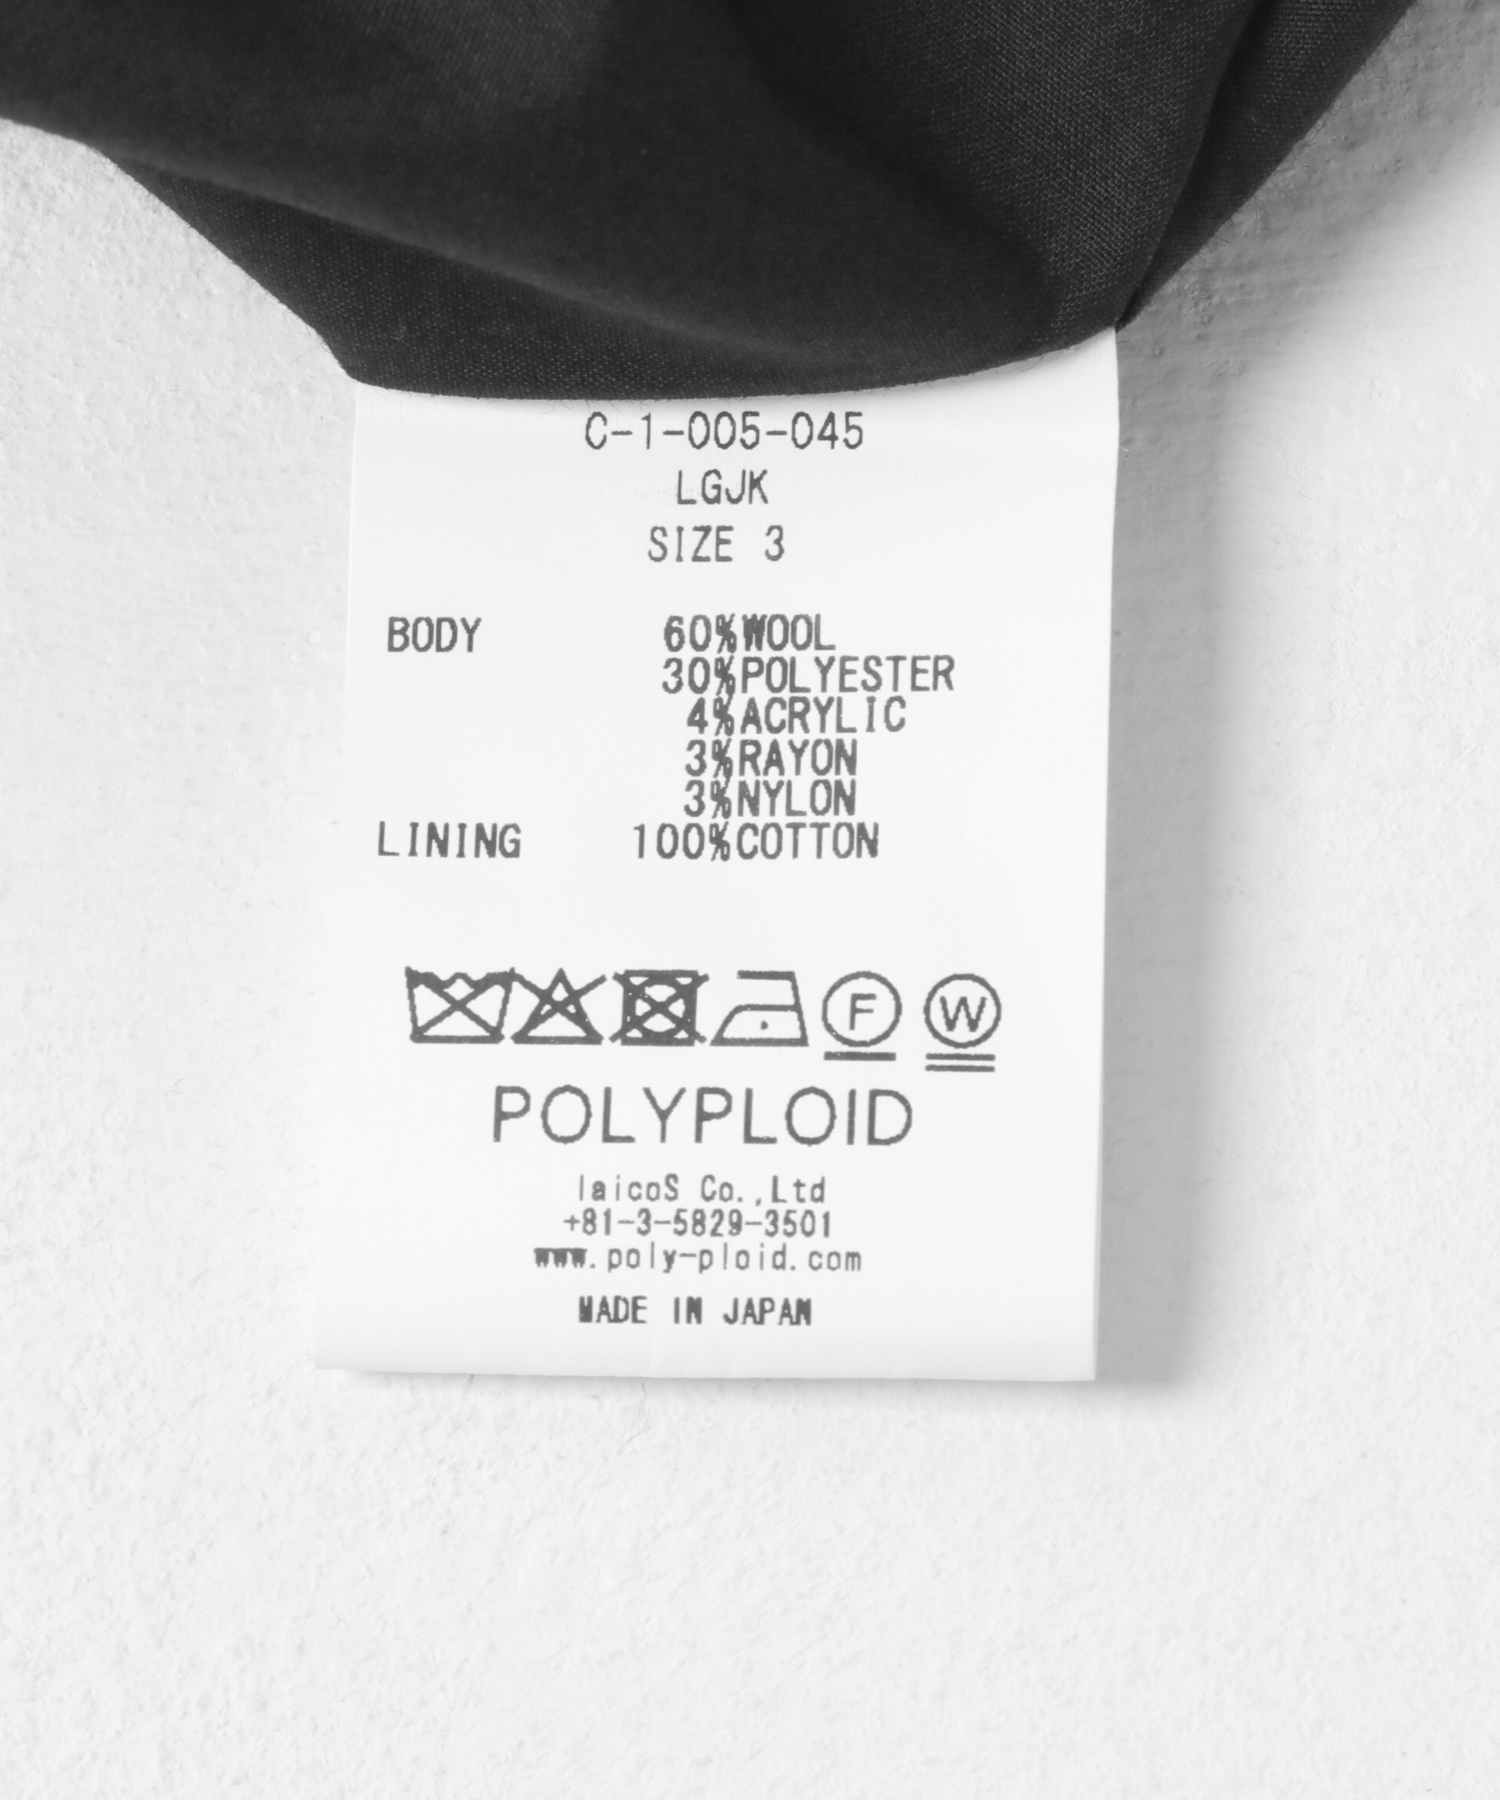 C-1-005-045
LGJK
SIZE 3
BODY 60%WOOL
30%POLYESTER
4%ACRYLIC
3%RAYON
3%NYLON
LINING 100%COTTON
F W
POLYPLOID
laicoS Co.,Ltd
+81-3-5829-3501
www.poly-ploid.com
MADE IN JAPAN